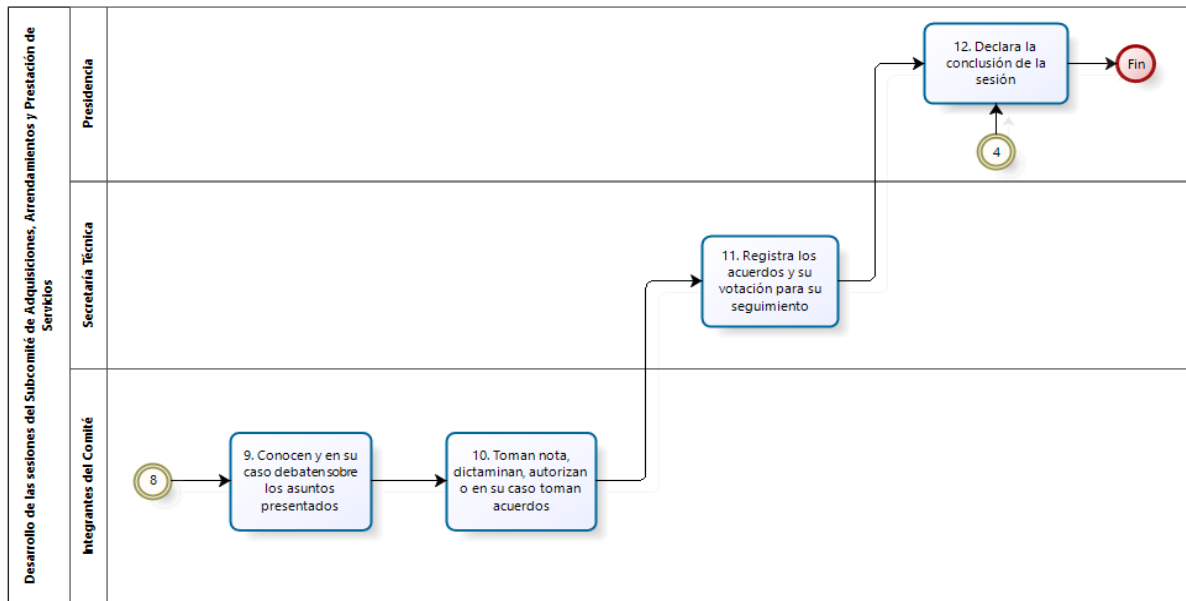 Desarrollo de las sesiones del Subcomité de Adquisiciones, Arrendamientos y Prestación de
Servicios
Presidencia
12. Declara la
conclusión de la
sesión
Fin
4
Secretaría Técnica
11. Registra los
acuerdos y su
votación para su
seguimiento
Integrantes del Comité
8
9. Conocen y en su
caso debaten sobre
los asuntos
presentados
10. Toman nota,
dictaminan, autorizan
o en su caso toman
acuerdos